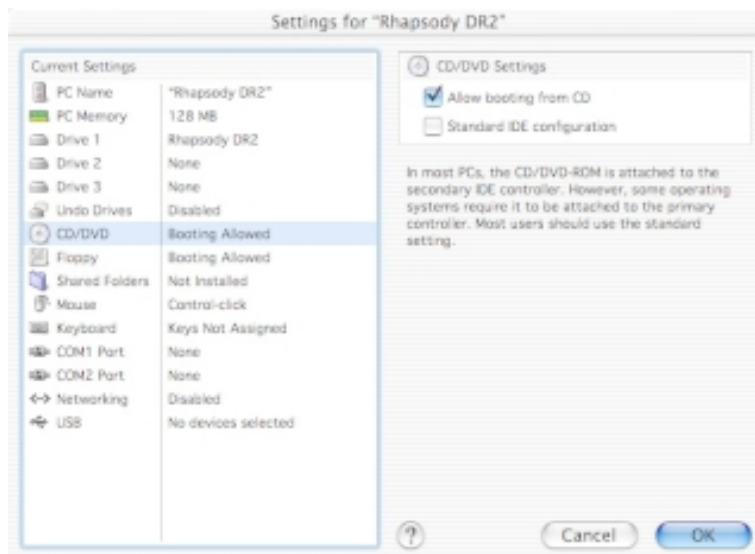 Settings for "Rhapsody DR2"
Current Settings
PC Name "Rhapsody DR2"
PC Memory 128 MB
Drive 1 Rhapsody DR2
Drive 2 None
Drive 3 None
Undo Drives Disabled
CD/DVD Booting Allowed
Floppy Booting Allowed
Shared Folders Not Installed
Mouse Control-click
Keyboard Keys Not Assigned
COM1 Port None
COM2 Port None
Networking Disabled
USB No devices selected
CD/DVD Settings
Allow booting from CD
Standard IDE configuration
In most PCs, the CD/DVD-ROM is attached to the
secondary IDE controller. However, some operating
systems require it to be attached to the primary
controller. Most users should use the standard
setting.
?
Cancel
OK